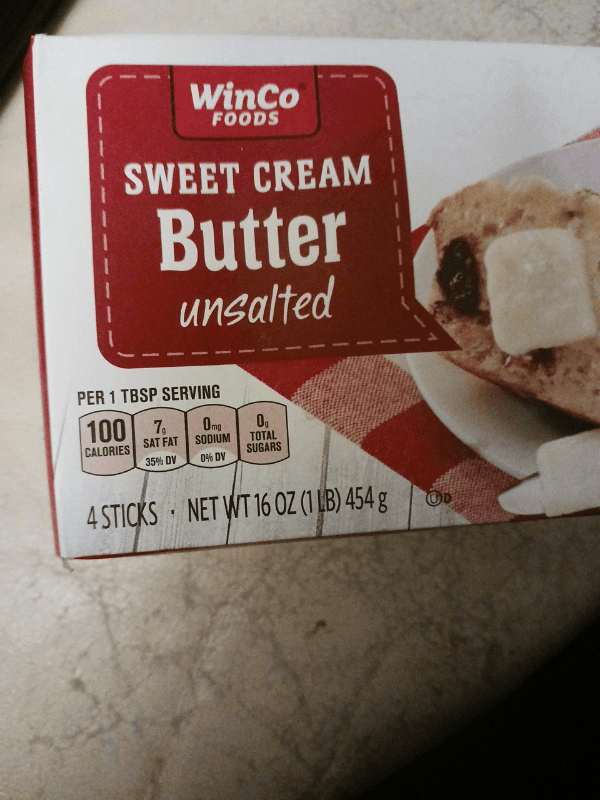 WinCo
FOODS
SWEET CREAM
Butter
unsalted
PER 1 TBSP SERVING
100
CALORIES
7g
SAT FAT
35% DV
0mg
SODIUM
0% DV
0g
TOTAL
SUGARS
4 STICKS · NET WT 16 OZ (1 LB) 454 g
Ⓤ D